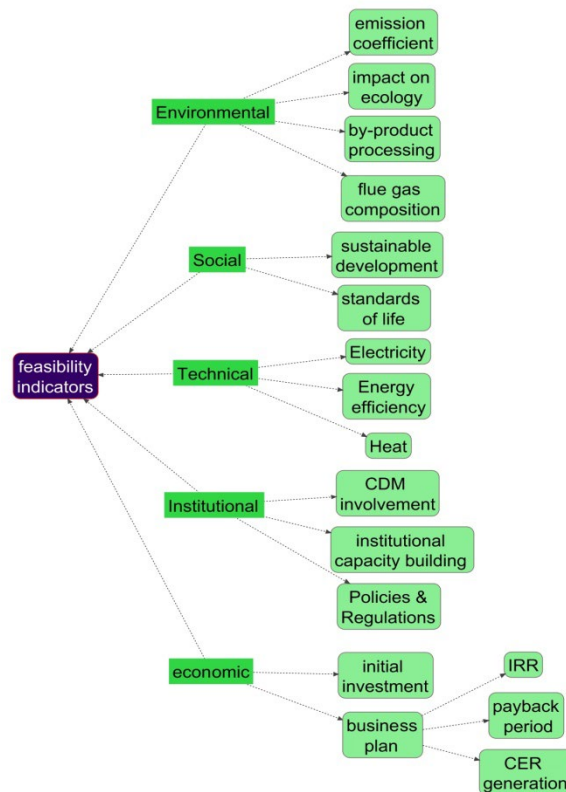 emission
coefficient
impact on
ecology
Environmental
by-product
processing
flue gas
composition
sustainable
development
Social
standards
of life
feasibility
indicators
Electricity
Technical
Energy
efficiency
Heat
CDM
involvement
Institutional
institutional
capacity building
Policies &
Regulations
economic
initial
investment
IRR
business
plan
payback
period
CER
generation